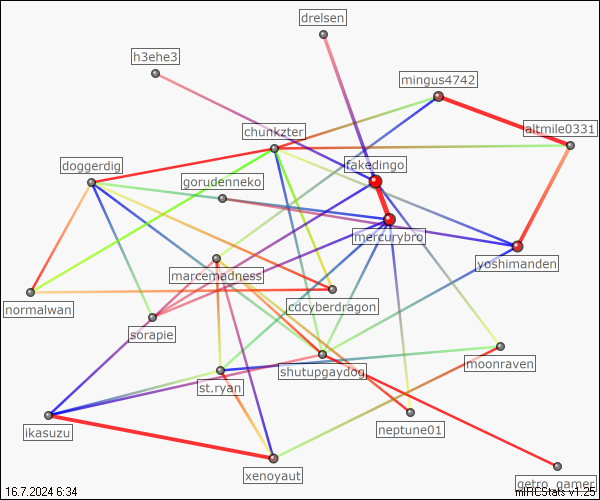 drelsen
h3ehe3
mingus4742
chunkzter
altmile0331
doggerdig
fakedingo
gorudenneko
mercurybro
yoshimanden
marcemadness
normalwan
cdcyberdragon
sorapie
shutupgaydog
moonraven
st.ryan
ikasuzu
neptune01
xenoyaut
getro_gamer
16.7.2024 6:34
mIRCStats v1.25